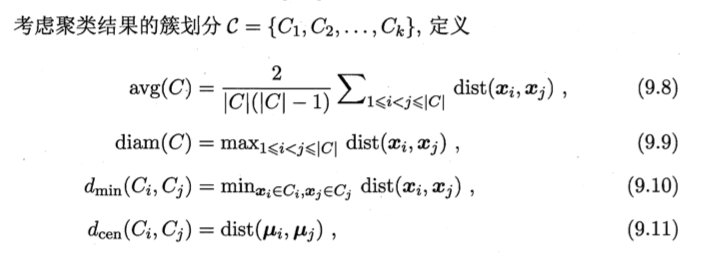 考虑聚类结果的簇划分 C = {C₁, C₂, ..., Cₖ}, 定义
avg(C) = 2 / (|C|(|C| − 1)) ∑_{1⩽i<j⩽|C|} dist(xᵢ, xⱼ) , (9.8)
diam(C) = max_{1⩽i<j⩽|C|} dist(xᵢ, xⱼ) , (9.9)
d_min(Cᵢ, Cⱼ) = min_{xᵢ∈Cᵢ,xⱼ∈Cⱼ} dist(xᵢ, xⱼ) , (9.10)
d_cen(Cᵢ, Cⱼ) = dist(μᵢ, μⱼ) , (9.11)